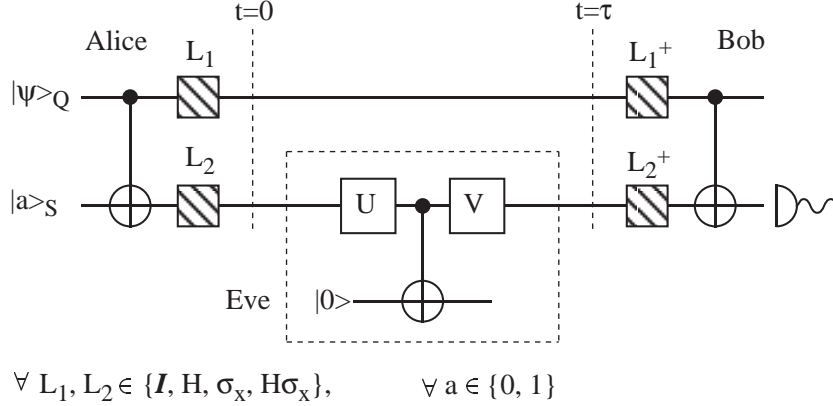 t=0 t=τ
Alice L₁ L₁⁺ Bob
|ψ>Q
L₂ L₂⁺
|a>S U V
Eve |0>
∀ L₁, L₂ ∈ {I, H, σₓ, Hσₓ}, ∀ a ∈ {0, 1}